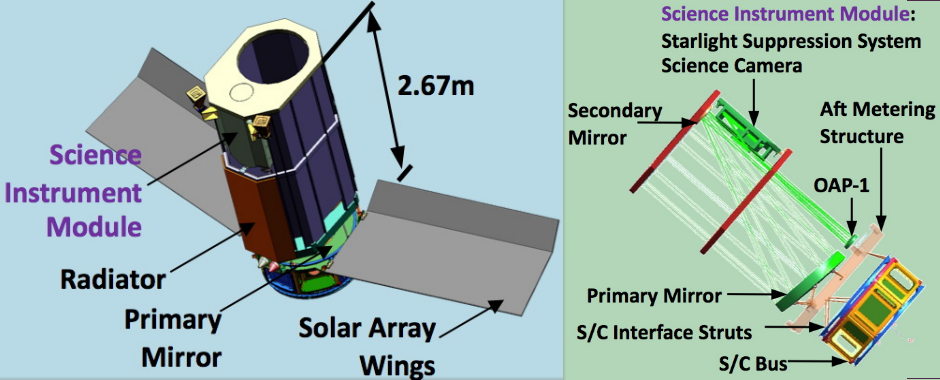 2.67m
Science
Instrument
Module
Radiator
Primary
Mirror
Solar Array
Wings
Science Instrument Module:
Starlight Suppression System
Science Camera
Secondary
Mirror
Aft Metering
Structure
OAP-1
Primary Mirror
S/C Interface Struts
S/C Bus